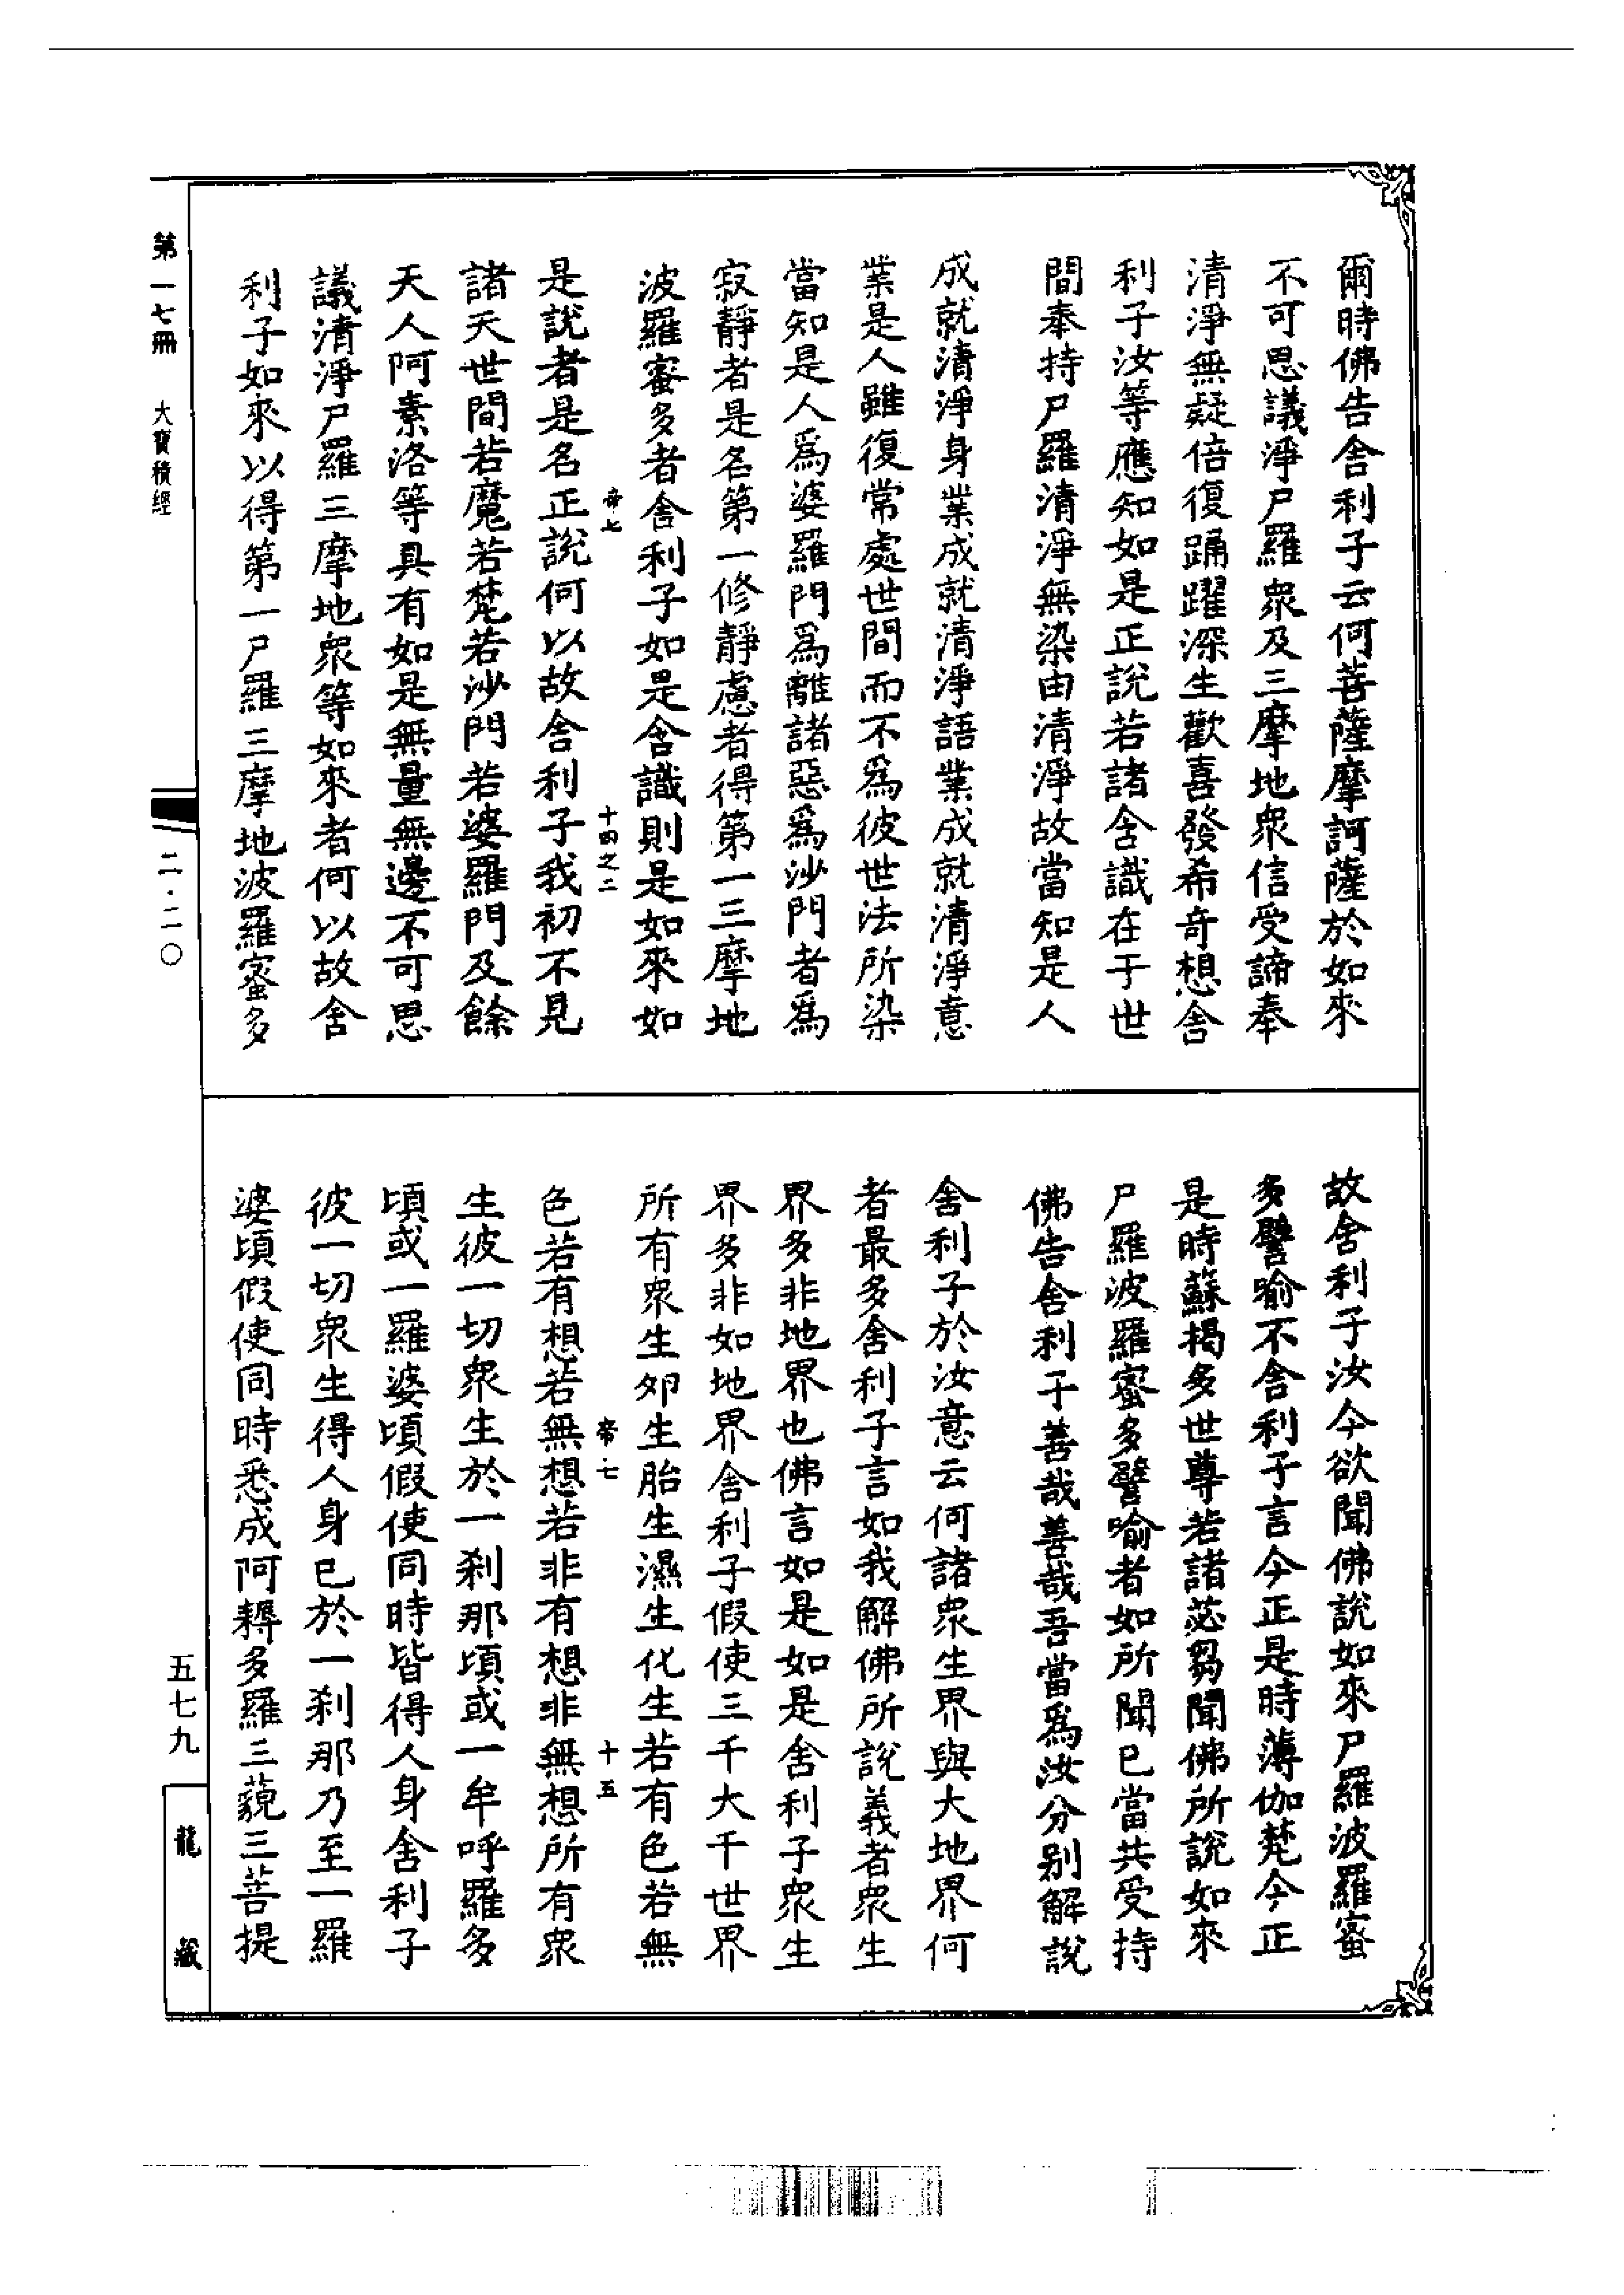 爾時佛告舍利子云何菩薩摩訶薩於如來
不可思議淨尸羅衆及三摩地衆信受諦奉
清淨無疑倍復踊躍深生歡喜發希奇想舍
利子汝等應知如是正說若諸含識在于世
間奉持尸羅清淨無染由清淨故當知是人
成就清淨身業成就清淨語業成就清淨意
業是人雖復常處世間而不爲彼世法所染
當知是人爲婆羅門爲離諸惡爲沙門者爲
寂靜者是名第一修靜慮者得第一三摩地
波羅蜜多者舍利子如是含識則是如來如
帝七
十四之二
是說者是名正說何以故舍利子我初不見
諸天世間若魔若梵若沙門若婆羅門及餘
天人阿素洛等具有如是無量無邊不可思
議清淨尸羅三摩地衆等如來者何以故舍
利子如來以得第一尸羅三摩地波羅蜜多
故舍利子汝今欲聞佛說如來尸羅波羅蜜
多譬喻不舍利子言今正是時薄伽梵今正
是時蘇揭多世尊若諸苾芻聞佛所說如來
尸羅波羅蜜多譬喻者如所聞已當共受持
佛告舍利子善哉善哉吾當爲汝分別解說
舍利子於汝意云何諸衆生界與大地界何
者最多舍利子言如我解佛所說義者衆生
界多非地界也佛言如是如是舍利子衆生
界多非如地界舍利子假使三千大千世界
所有衆生卵生胎生濕生化生若有色若無
帝七
十五
色若有想若無想若非有想非無想所有衆
生彼一切衆生於一刹那頃或一牟呼羅多
頃或一羅婆頃假使同時皆得人身舍利子
彼一切衆生得人身已於一刹那乃至一羅
婆頃假使同時悉成阿耨多羅三藐三菩提
第一七冊 大寶積經
二·二〇
五七九
龍藏